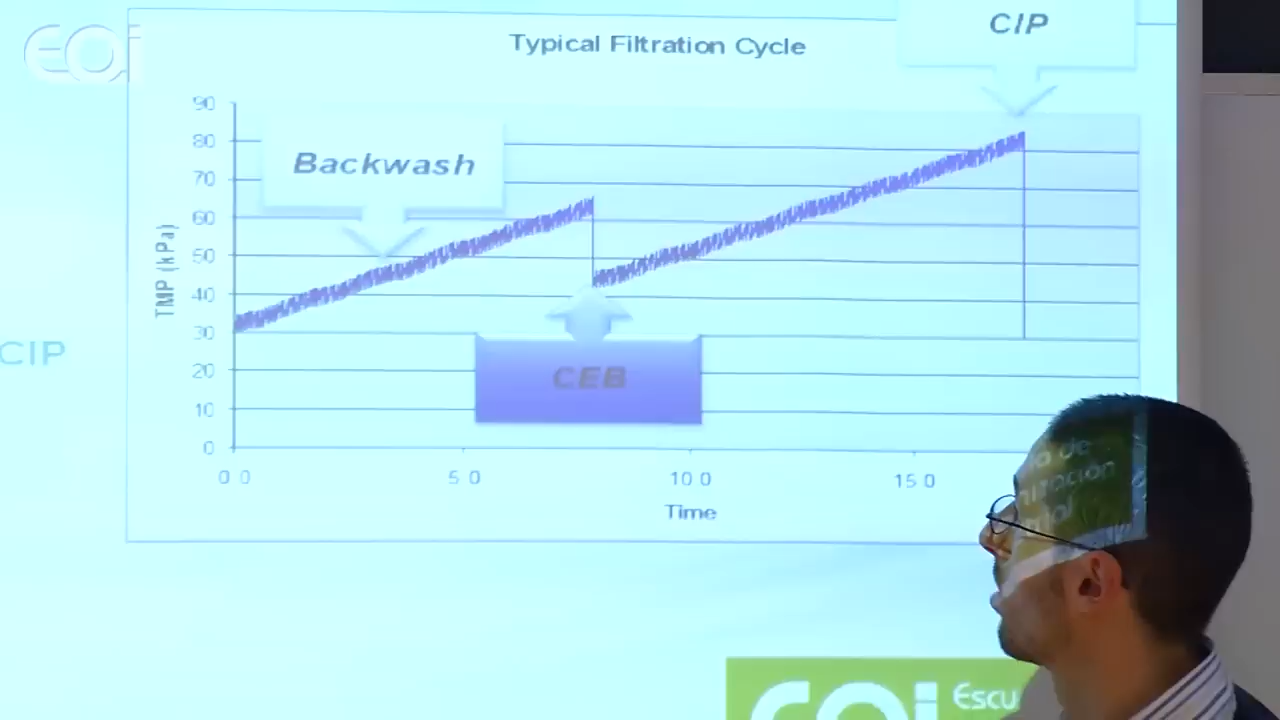 eoi
CIP
Typical Filtration Cycle
CIP
Backwash
CEB
TMP (kPa)
90
80
70
60
50
40
30
20
10
0
0 0
5 0
10 0
15 0
Time
eoi Escu